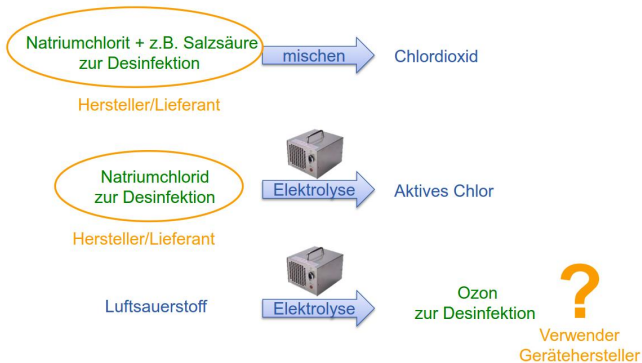 Natriumchlorit + z.B. Salzsäure
zur Desinfektion
mischen
Chlordioxid
Hersteller/Lieferant
Natriumchlorid
zur Desinfektion
Elektrolyse
Aktives Chlor
Hersteller/Lieferant
Luftsauerstoff
Elektrolyse
Ozon
zur Desinfektion
?
Verwender
Gerätehersteller